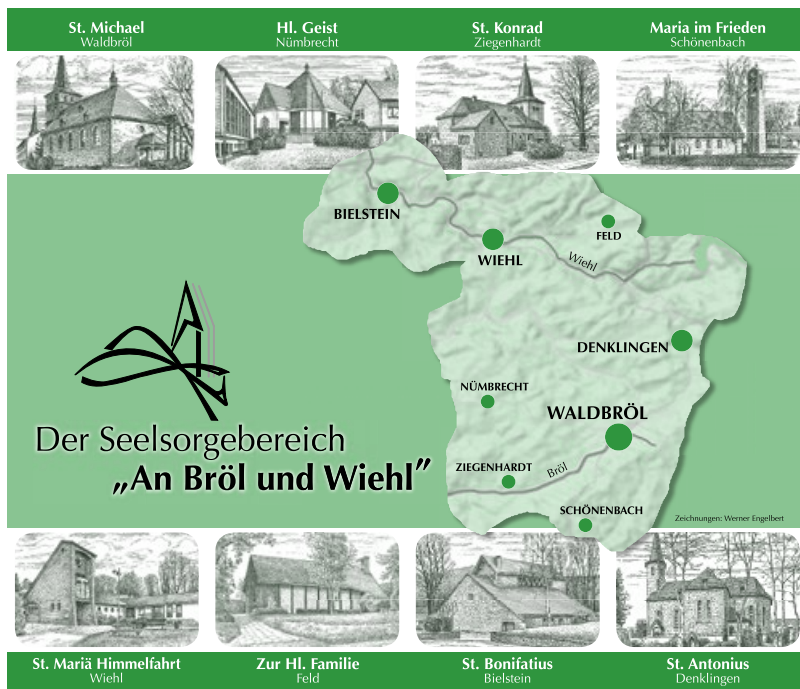 St. Michael
Waldbröl
Hl. Geist
Nümbrecht
St. Konrad
Ziegenhardt
Maria im Frieden
Schönenbach
BIELSTEIN
WIEHL
FELD
Wiehl
DENKLINGEN
NÜMBRECHT
WALDBRÖL
ZIEGENHARDT
Bröl
SCHÖNENBACH
Der Seelsorgebereich
„An Bröl und Wiehl”
Zeichnungen: Werner Engelbert
St. Mariä Himmelfahrt
Wiehl
Zur Hl. Familie
Feld
St. Bonifatius
Bielstein
St. Antonius
Denklingen